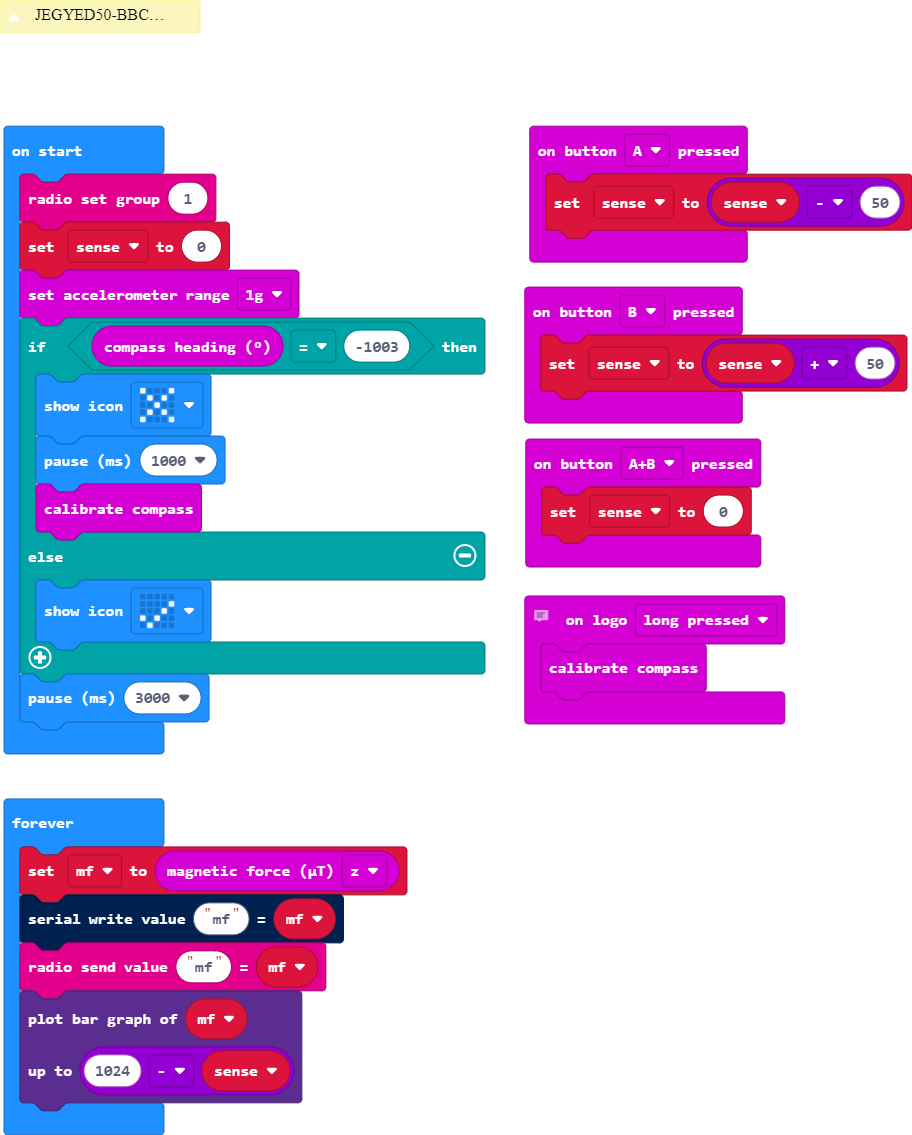 JEGYED50-BBC...
on start
radio set group 1
set sense to 0
set accelerometer range 1g
if compass heading (º) = -1003 then
show icon
pause (ms) 1000
calibrate compass
else
show icon
pause (ms) 3000
on button A pressed
set sense to sense - 50
on button B pressed
set sense to sense + 50
on button A+B pressed
set sense to 0
on logo long pressed
calibrate compass
forever
set mf to magnetic force (µT) z
serial write value "mf" = mf
radio send value "mf" = mf
plot bar graph of mf
up to 1024 - sense